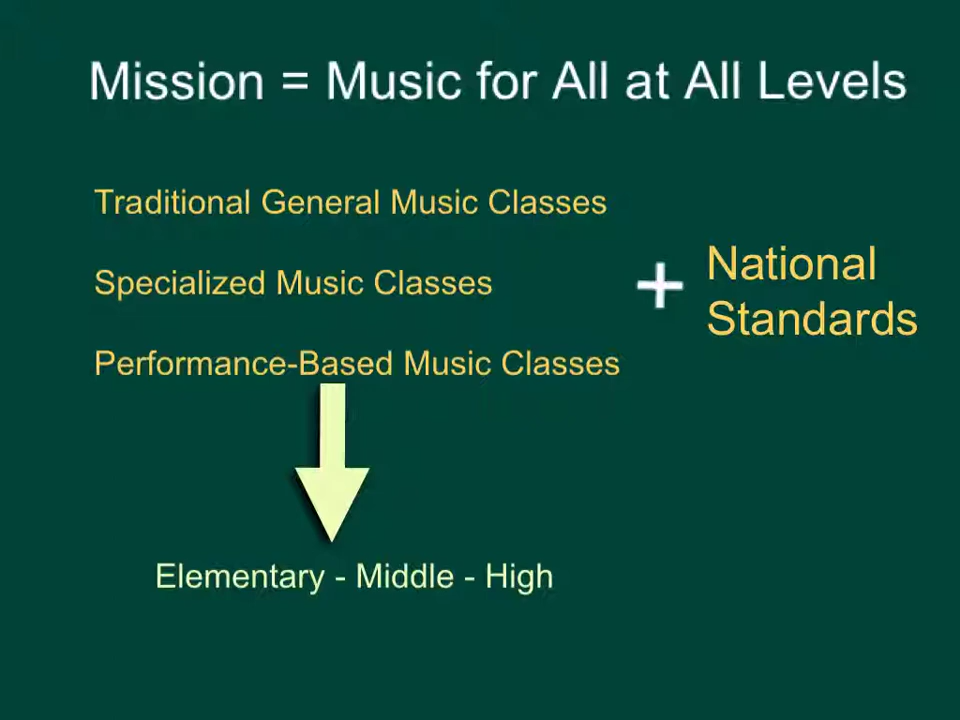 Mission = Music for All at All Levels
Traditional General Music Classes
Specialized Music Classes
Performance-Based Music Classes
+
National
Standards
Elementary - Middle - High